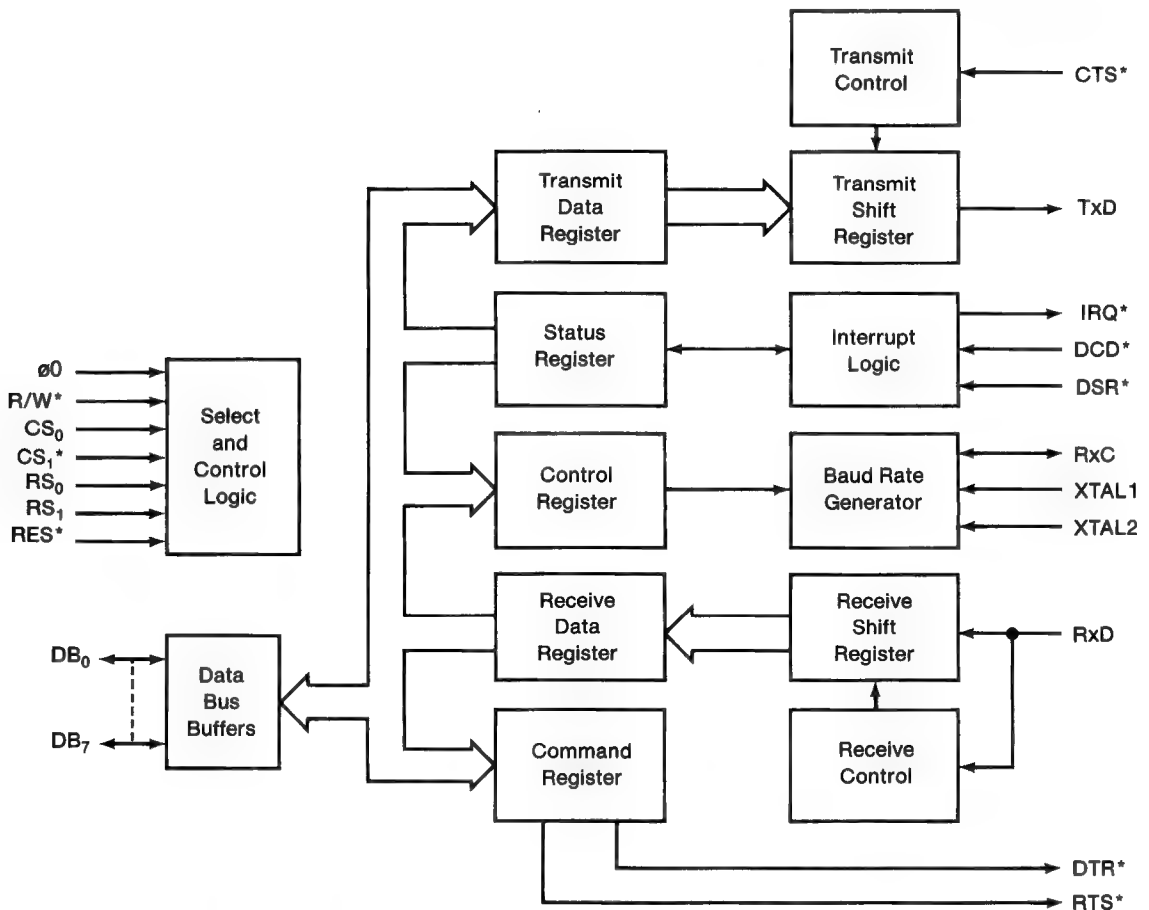 Transmit
Control
CTS*
Transmit
Data
Register
Transmit
Shift
Register
TxD
Status
Register
Interrupt
Logic
IRQ*
DCD*
DSR*
ø0
R/W*
CS₀
CS₁*
RS₀
RS₁
RES*
Select
and
Control
Logic
Control
Register
Baud Rate
Generator
RxC
XTAL1
XTAL2
Receive
Data
Register
Receive
Shift
Register
RxD
DB₀
DB₇
Data
Bus
Buffers
Command
Register
Receive
Control
DTR*
RTS*